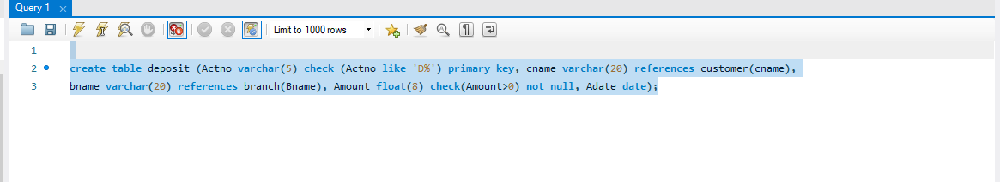 Query 1
Limit to 1000 rows
1
2 create table deposit (Actno varchar(5) check (Actno like 'D%') primary key, cname varchar(20) references customer(cname),
3 bname varchar(20) references branch(Bname), Amount float(8) check(Amount>0) not null, Adate date);